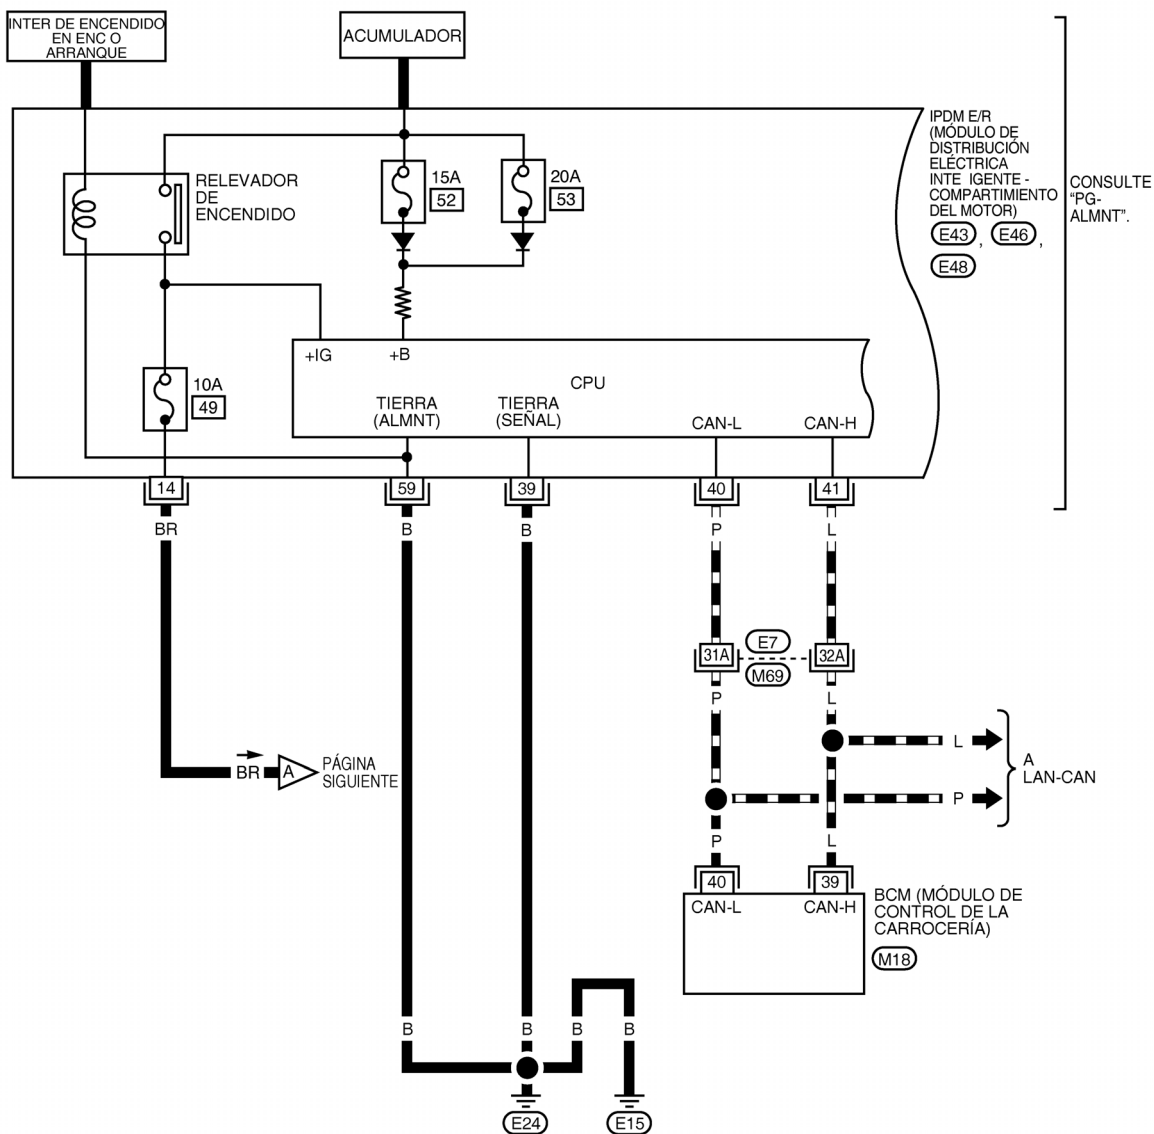 INTER DE ENCENDIDO
EN ENC O
ARRANQUE
ACUMULADOR
IPDM E/R
(MÓDULO DE
DISTRIBUCIÓN
ELÉCTRICA
INTE IGENTE -
COMPARTIMIENTO
DEL MOTOR)
E43 , E46 ,
E48
CONSULTE
“PG-
ALMNT”.
RELEVADOR
DE
ENCENDIDO
15A
52
20A
53
10A
49
+IG
+B
CPU
TIERRA
(ALMNT)
TIERRA
(SEÑAL)
CAN-L
CAN-H
14
59
39
40
41
BR
B
B
P
L
31A
E7
M69
32A
P
L
BR
A
PÁGINA
SIGUIENTE
L
P
A
LAN-CAN
P
L
40
39
CAN-L
CAN-H
BCM (MÓDULO DE
CONTROL DE LA
CARROCERÍA)
M18
B
B
B
B
E24
E15